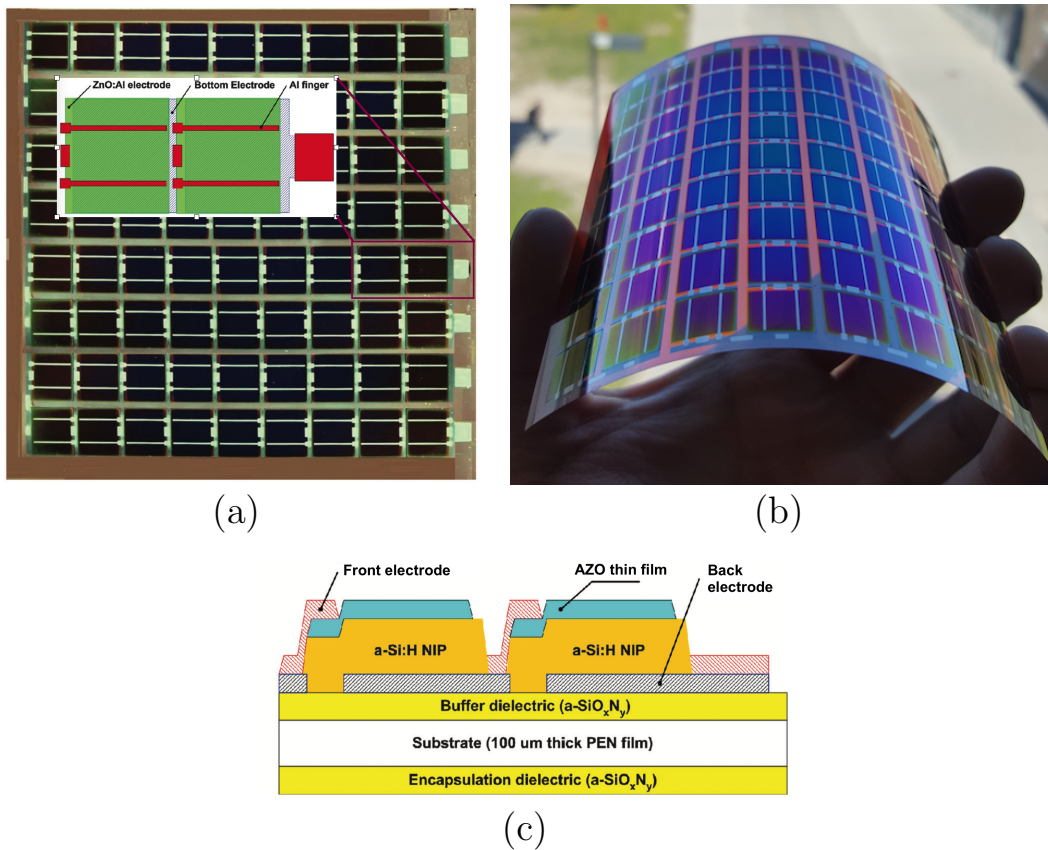 ZnO:Al electrode
Bottom Electrode
Al finger
(a)
(b)
Front electrode
AZO thin film
Back
electrode
a-Si:H NIP
a-Si:H NIP
Buffer dielectric (a-SiOxNy)
Substrate (100 um thick PEN film)
Encapsulation dielectric (a-SiOxNy)
(c)